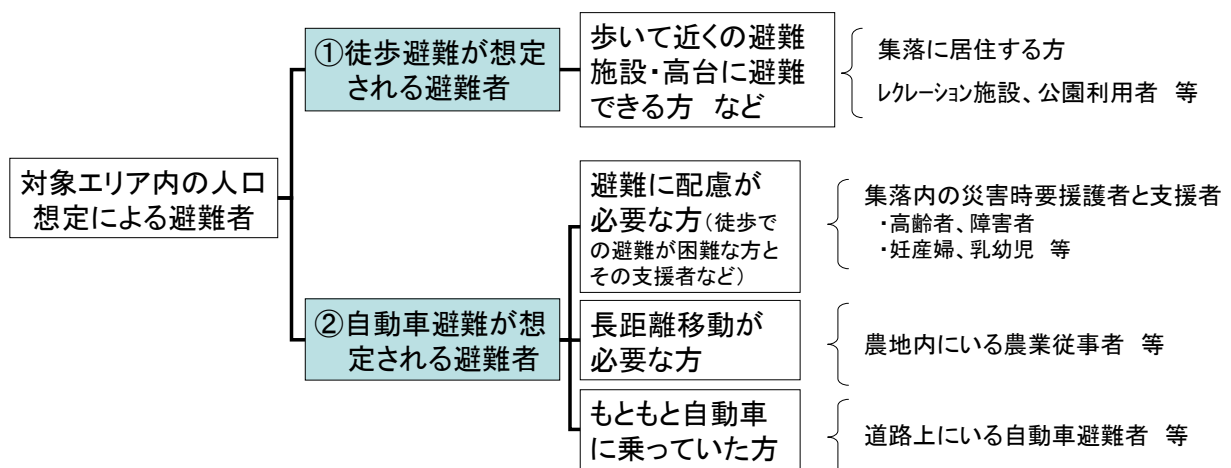 対象エリア内の人口
想定による避難者
①徒歩避難が想定
される避難者
歩いて近くの避難
施設・高台に避難
できる方　など
集落に居住する方
ﾚｸﾚｰｼｮﾝ施設、公園利用者　等
②自動車避難が想
定される避難者
避難に配慮が
必要な方(徒歩で
の避難が困難な方と
その支援者など)
集落内の災害時要援護者と支援者
・高齢者、障害者
・妊産婦、乳幼児　等
長距離移動が
必要な方
農地内にいる農業従事者　等
もともと自動車
に乗っていた方
道路上にいる自動車避難者　等